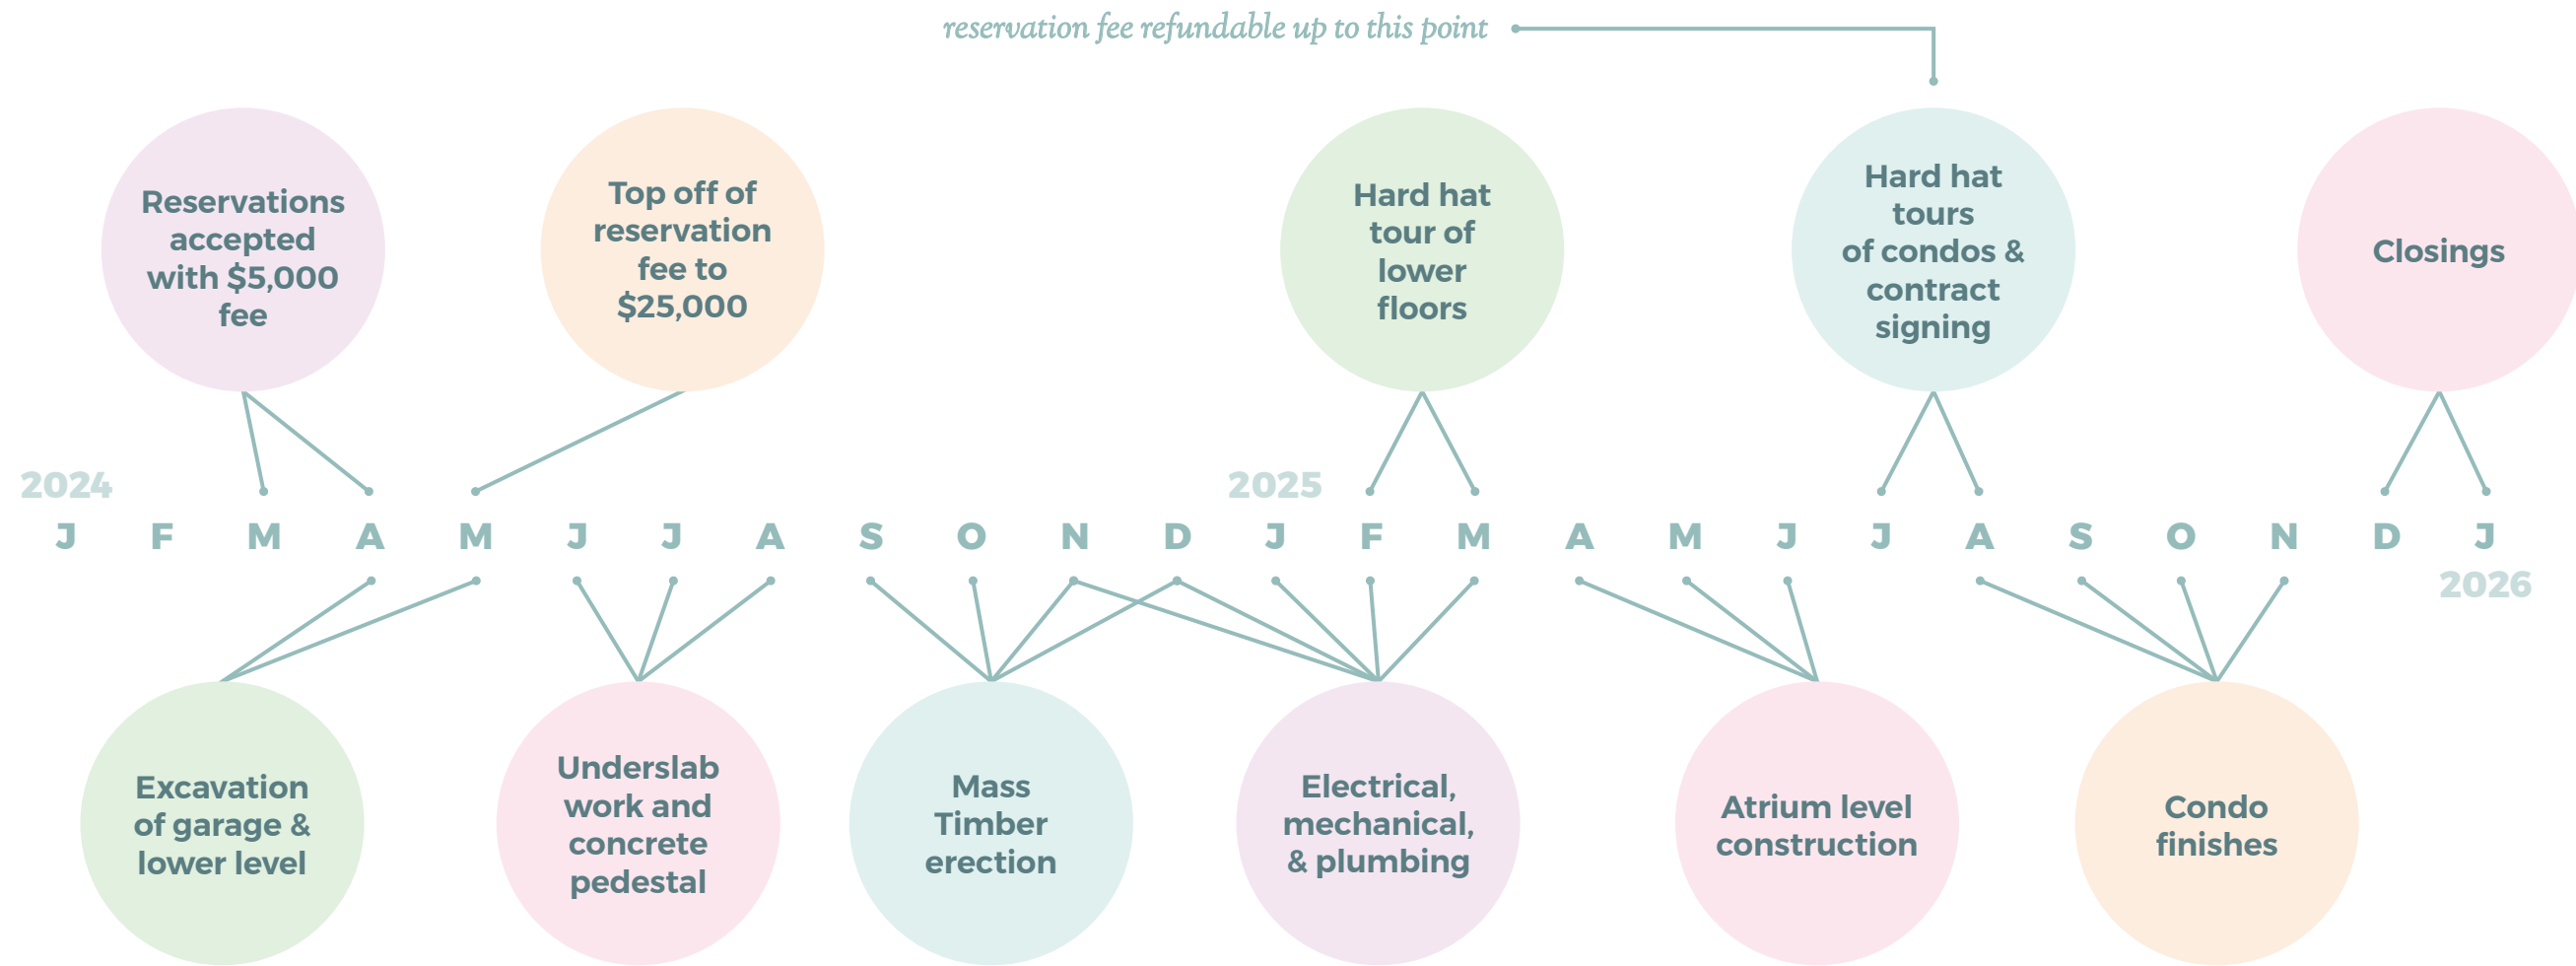 reservation fee refundable up to this point
Reservations
accepted
with $5,000
fee
Top off of
reservation
fee to
$25,000
Hard hat
tour of
lower
floors
Hard hat
tours
of condos &
contract
signing
Closings
2024
2025
J F M A M J J A S O N D J F M A M J J A S O N D J
2026
Excavation
of garage &
lower level
Underslab
work and
concrete
pedestal
Mass
Timber
erection
Electrical,
mechanical,
& plumbing
Atrium level
construction
Condo
finishes